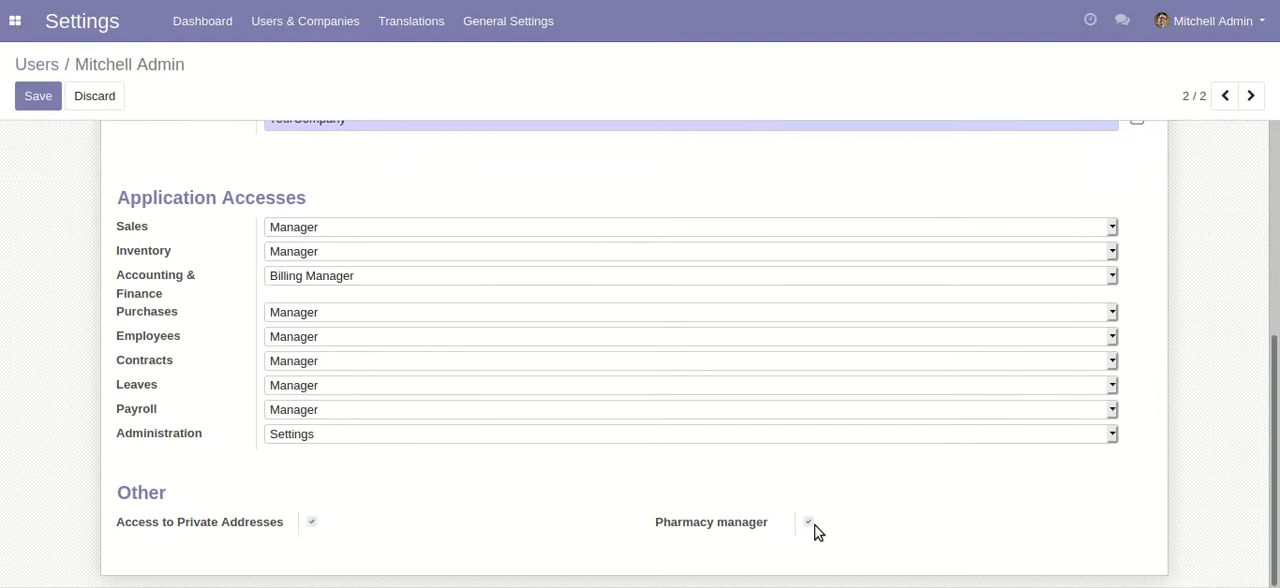 Settings Dashboard Users & Companies Translations General Settings Mitchell Admin
Users / Mitchell Admin
Save Discard 2 / 2
YourCompany
Application Accesses
Sales Manager
Inventory Manager
Accounting & Billing Manager
Finance
Purchases Manager
Employees Manager
Contracts Manager
Leaves Manager
Payroll Manager
Administration Settings
Other
Access to Private Addresses Pharmacy manager